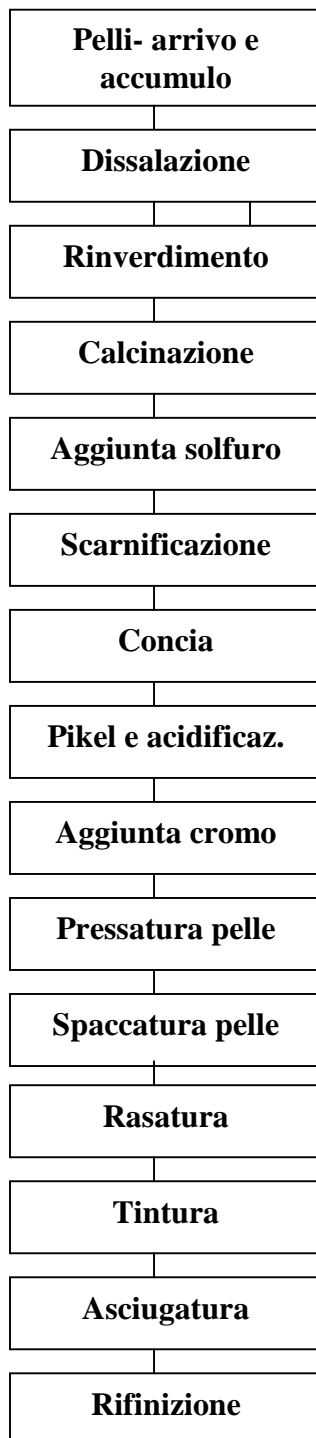 Pelli- arrivo e
accumulo
Dissalazione
Rinverdimento
Calcinazione
Aggiunta solfuro
Scarnificazione
Concia
Pikel e acidificaz.
Aggiunta cromo
Pressatura pelle
Spaccatura pelle
Rasatura
Tintura
Asciugatura
Rifinizione